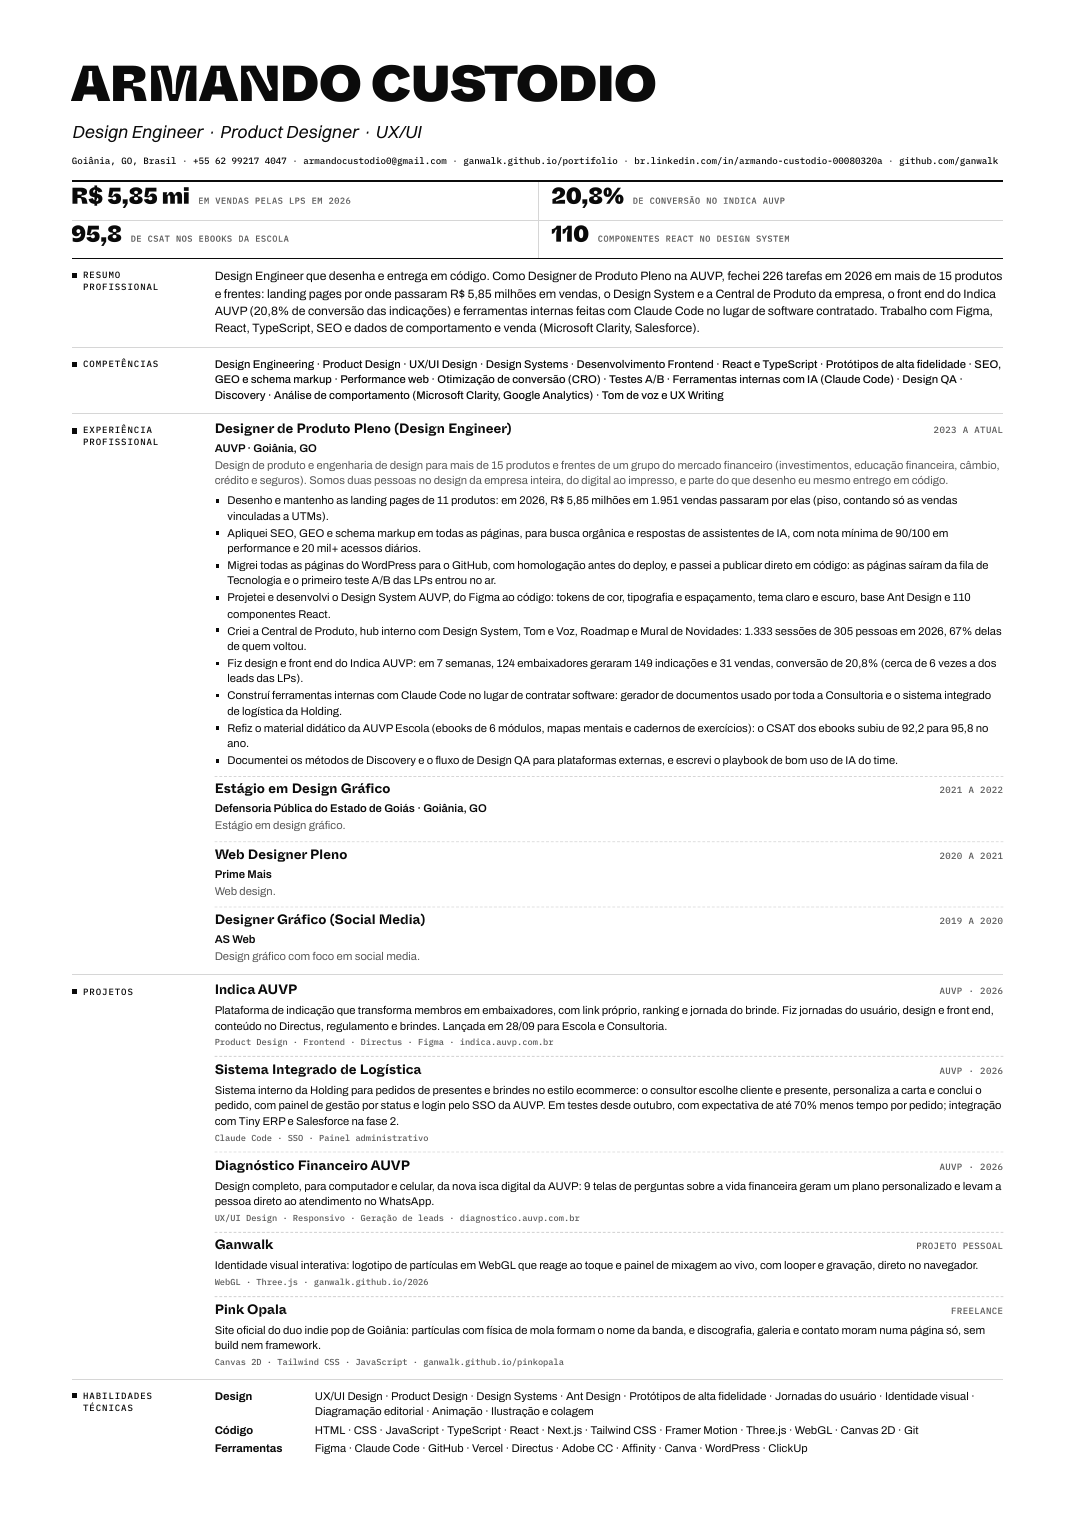 ARMANDO CUSTODIO
Design Engineer · Product Designer · UX/UI
Goiânia, GO, Brasil · +55 62 99217 4047 · armandocustodio0@gmail.com · ganwalk.github.io/portifolio · br.linkedin.com/in/armando-custodio-00080320a · github.com/ganwalk
R$ 5,85 mi EM VENDAS PELAS LPS EM 2026
20,8% DE CONVERSÃO NO INDICA AUVP
95,8 DE CSAT NOS EBOOKS DA ESCOLA
110 COMPONENTES REACT NO DESIGN SYSTEM
RESUMO
PROFISSIONAL
Design Engineer que desenha e entrega em código. Como Designer de Produto Pleno na AUVP, fechei 226 tarefas em 2026 em mais de 15 produtos
e frentes: landing pages por onde passaram R$ 5,85 milhões em vendas, o Design System e a Central de Produto da empresa, o front end do Indica
AUVP (20,8% de conversão das indicações) e ferramentas internas feitas com Claude Code no lugar de software contratado. Trabalho com Figma,
React, TypeScript, SEO e dados de comportamento e venda (Microsoft Clarity, Salesforce).
COMPETÊNCIAS
Design Engineering · Product Design · UX/UI Design · Design Systems · Desenvolvimento Frontend · React e TypeScript · Protótipos de alta fidelidade · SEO,
GEO e schema markup · Performance web · Otimização de conversão (CRO) · Testes A/B · Ferramentas internas com IA (Claude Code) · Design QA ·
Discovery · Análise de comportamento (Microsoft Clarity, Google Analytics) · Tom de voz e UX Writing
EXPERIÊNCIA
PROFISSIONAL
Designer de Produto Pleno (Design Engineer) 2023 A ATUAL
AUVP · Goiânia, GO
Design de produto e engenharia de design para mais de 15 produtos e frentes de um grupo do mercado financeiro (investimentos, educação financeira, câmbio,
crédito e seguros). Somos duas pessoas no design da empresa inteira, do digital ao impresso, e parte do que desenho eu mesmo entrego em código.
▪ Desenho e mantenho as landing pages de 11 produtos: em 2026, R$ 5,85 milhões em 1.951 vendas passaram por elas (piso, contando só as vendas
vinculadas a UTMs).
▪ Apliquei SEO, GEO e schema markup em todas as páginas, para busca orgânica e respostas de assistentes de IA, com nota mínima de 90/100 em
performance e 20 mil+ acessos diários.
▪ Migrei todas as páginas do WordPress para o GitHub, com homologação antes do deploy, e passei a publicar direto em código: as páginas saíram da fila de
Tecnologia e o primeiro teste A/B das LPs entrou no ar.
▪ Projetei e desenvolvi o Design System AUVP, do Figma ao código: tokens de cor, tipografia e espaçamento, tema claro e escuro, base Ant Design e 110
componentes React.
▪ Criei a Central de Produto, hub interno com Design System, Tom e Voz, Roadmap e Mural de Novidades: 1.333 sessões de 305 pessoas em 2026, 67% delas
de quem voltou.
▪ Fiz design e front end do Indica AUVP: em 7 semanas, 124 embaixadores geraram 149 indicações e 31 vendas, conversão de 20,8% (cerca de 6 vezes a dos
leads das LPs).
▪ Construí ferramentas internas com Claude Code no lugar de contratar software: gerador de documentos usado por toda a Consultoria e o sistema integrado
de logística da Holding.
▪ Refiz o material didático da AUVP Escola (ebooks de 6 módulos, mapas mentais e cadernos de exercícios): o CSAT dos ebooks subiu de 92,2 para 95,8 no
ano.
▪ Documentei os métodos de Discovery e o fluxo de Design QA para plataformas externas, e escrevi o playbook de bom uso de IA do time.
Estágio em Design Gráfico 2021 A 2022
Defensoria Pública do Estado de Goiás · Goiânia, GO
Estágio em design gráfico.
Web Designer Pleno 2020 A 2021
Prime Mais
Web design.
Designer Gráfico (Social Media) 2019 A 2020
AS Web
Design gráfico com foco em social media.
PROJETOS
Indica AUVP AUVP · 2026
Plataforma de indicação que transforma membros em embaixadores, com link próprio, ranking e jornada do brinde. Fiz jornadas do usuário, design e front end,
conteúdo no Directus, regulamento e brindes. Lançada em 28/09 para Escola e Consultoria.
Product Design · Frontend · Directus · Figma · indica.auvp.com.br
Sistema Integrado de Logística AUVP · 2026
Sistema interno da Holding para pedidos de presentes e brindes no estilo ecommerce: o consultor escolhe cliente e presente, personaliza a carta e conclui o
pedido, com painel de gestão por status e login pelo SSO da AUVP. Em testes desde outubro, com expectativa de até 70% menos tempo por pedido; integração
com Tiny ERP e Salesforce na fase 2.
Claude Code · SSO · Painel administrativo
Diagnóstico Financeiro AUVP AUVP · 2026
Design completo, para computador e celular, da nova isca digital da AUVP: 9 telas de perguntas sobre a vida financeira geram um plano personalizado e levam a
pessoa direto ao atendimento no WhatsApp.
UX/UI Design · Responsivo · Geração de leads · diagnostico.auvp.com.br
Ganwalk PROJETO PESSOAL
Identidade visual interativa: logotipo de partículas em WebGL que reage ao toque e painel de mixagem ao vivo, com looper e gravação, direto no navegador.
WebGL · Three.js · ganwalk.github.io/2026
Pink Opala FREELANCE
Site oficial do duo indie pop de Goiânia: partículas com física de mola formam o nome da banda, e discografia, galeria e contato moram numa página só, sem
build nem framework.
Canvas 2D · Tailwind CSS · JavaScript · ganwalk.github.io/pinkopala
HABILIDADES
TÉCNICAS
Design UX/UI Design · Product Design · Design Systems · Ant Design · Protótipos de alta fidelidade · Jornadas do usuário · Identidade visual ·
Diagramação editorial · Animação · Ilustração e colagem
Código HTML · CSS · JavaScript · TypeScript · React · Next.js · Tailwind CSS · Framer Motion · Three.js · WebGL · Canvas 2D · Git
Ferramentas Figma · Claude Code · GitHub · Vercel · Directus · Adobe CC · Affinity · Canva · WordPress · ClickUp